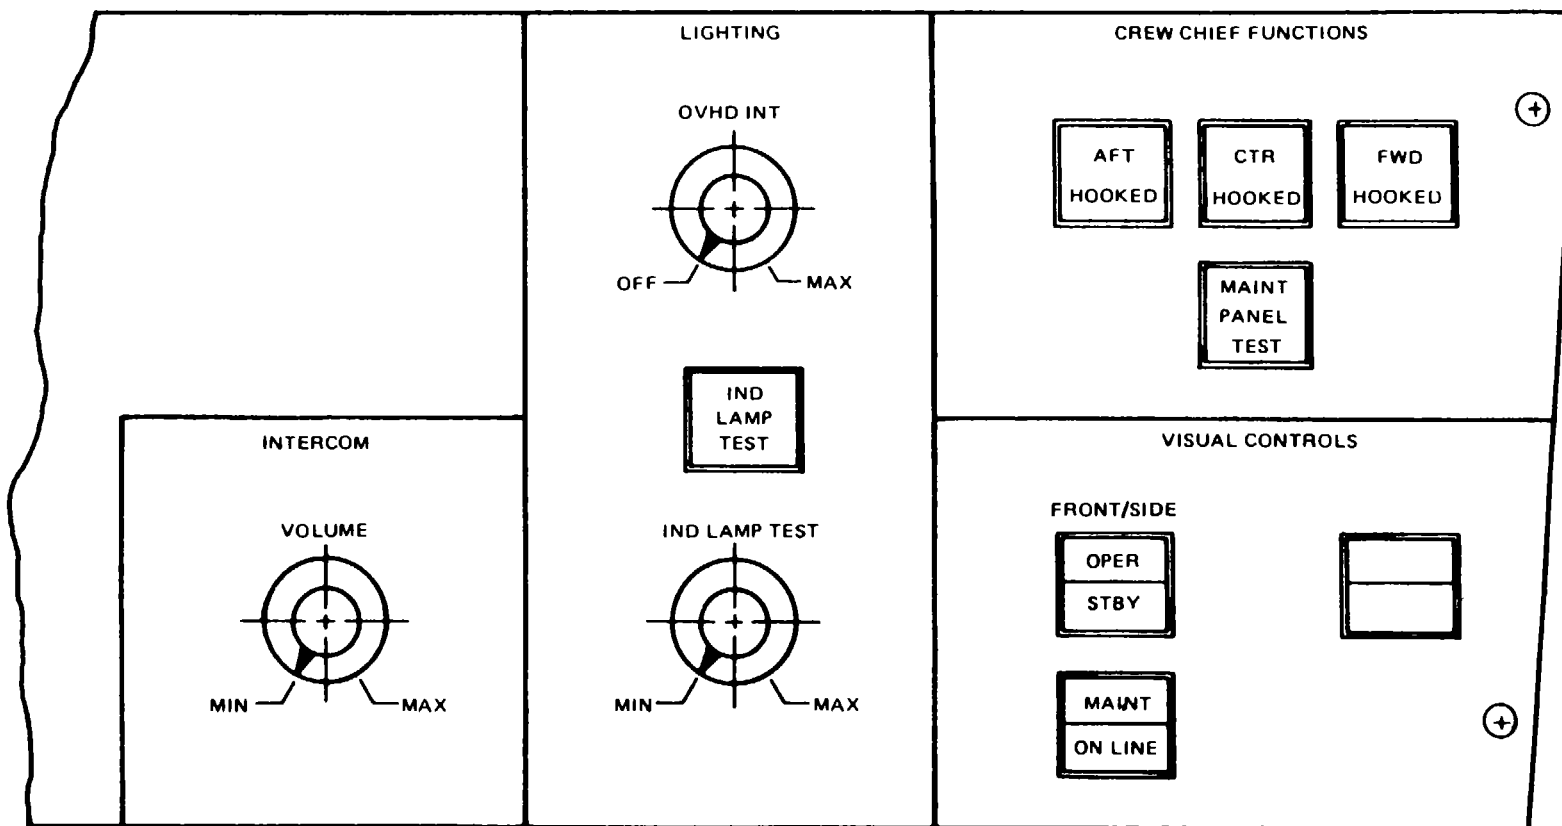 LIGHTING
OVHD INT
OFF
MAX
IND
LAMP
TEST
IND LAMP TEST
MIN
MAX
INTERCOM
VOLUME
MIN
MAX
CREW CHIEF FUNCTIONS
AFT
HOOKED
CTR
HOOKED
FWD
HOOKED
MAINT
PANEL
TEST
VISUAL CONTROLS
FRONT/SIDE
OPER
STBY
MAINT
ON LINE